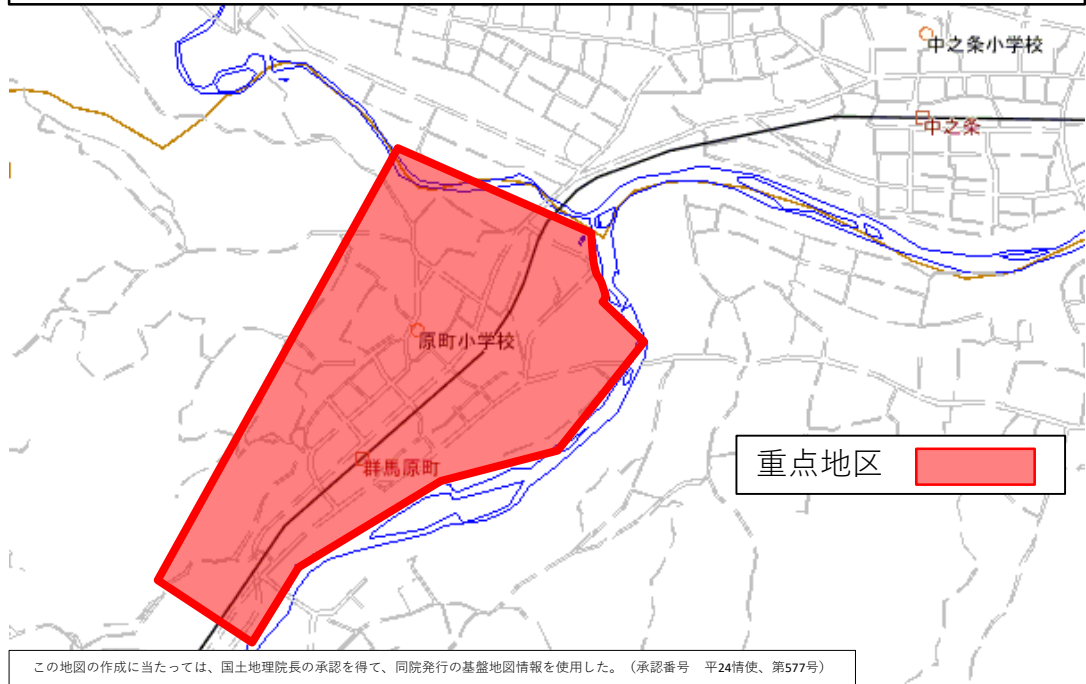 中之条小学校
中之条
原町小学校
群馬原町
重点地区
この地図の作成に当たっては、国土地理院長の承認を得て、同院発行の基盤地図情報を使用した。（承認番号　平24情使、第577号）